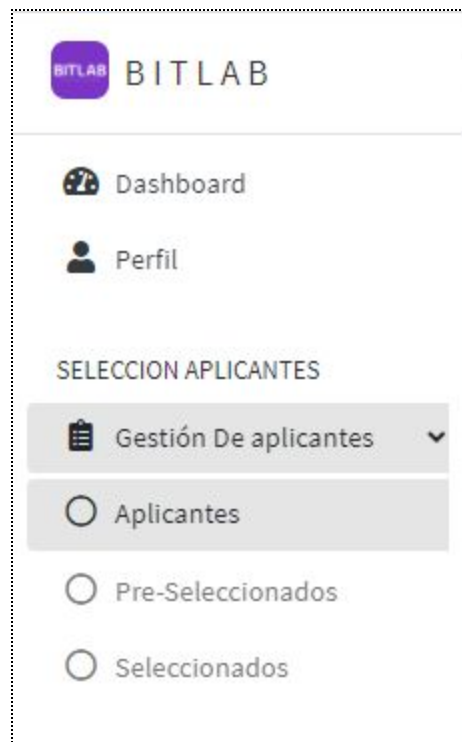 BITLAB BITLAB
Dashboard
Perfil
SELECCION APLICANTES
Gestión De aplicantes
Aplicantes
Pre-Seleccionados
Seleccionados